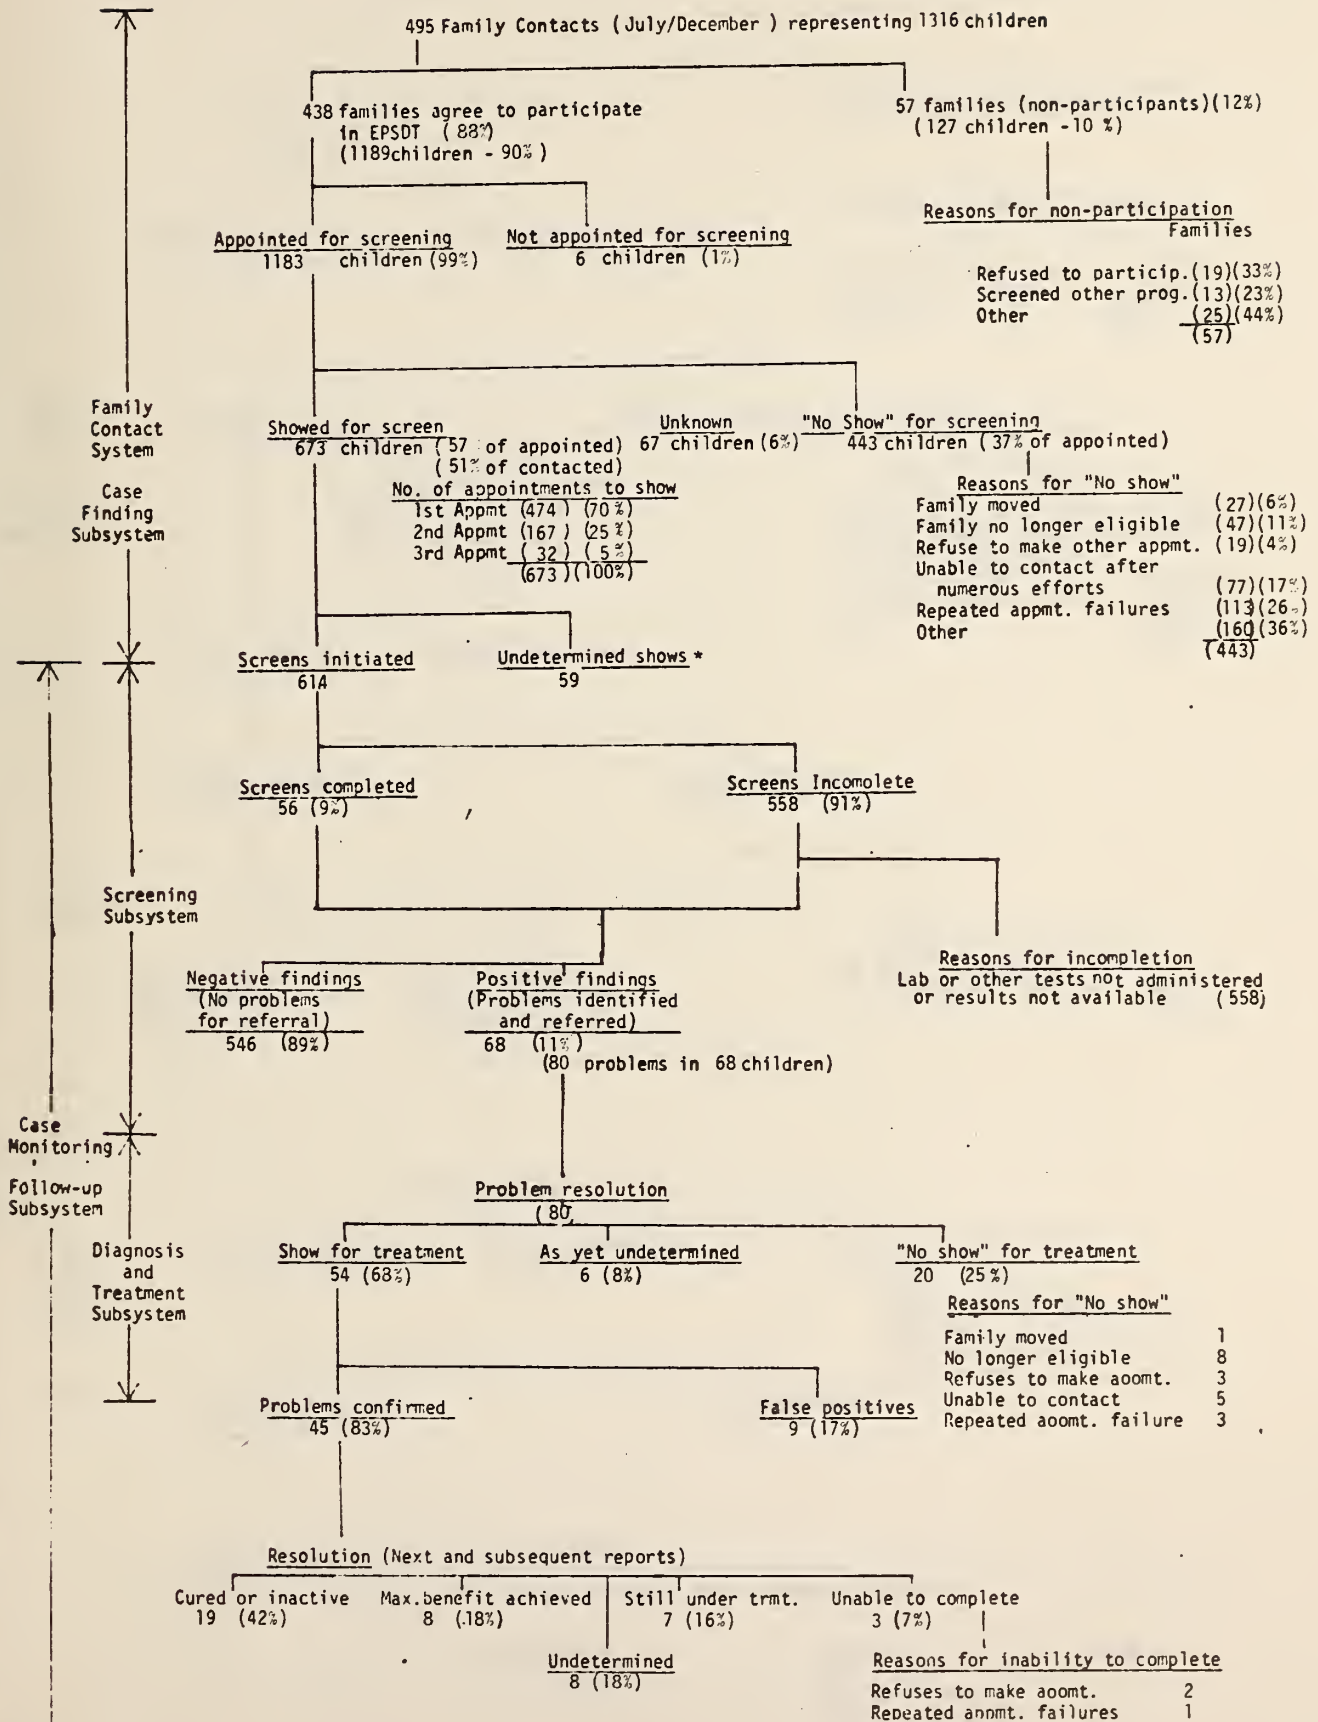 495 Family Contacts (July/December ) representing 1316 children
438 families agree to participate
in EPSDT (88%)
(1189children - 90%)
57 families (non-participants)(12%)
(127 children -10 %)
Reasons for non-participation
Families
Refused to particip.(19)(33%)
Screened other prog.(13)(23%)
Other (25)(44%)
(57)
Appointed for screening
1183 children (99%)
Not appointed for screening
6 children (1%)
Family
Contact
System
Case
Finding
Subsystem
Showed for screen
673 children (57 of appointed)
(51% of contacted)
No. of appointments to show
1st Appmt (474) (70%)
2nd Appmt (167) (25%)
3rd Appmt (32) (5%)
(673)(100%)
Unknown
67 children (6%)
"No Show" for screening
443 children (37% of appointed)
Reasons for "No show"
Family moved (27)(6%)
Family no longer eligible (47)(11%)
Refuse to make other appmt. (19)(4%)
Unable to contact after
numerous efforts (77)(17%)
Repeated appmt. failures (113)(26%)
Other (160)(36%)
(443)
Screens initiated
614
Undetermined shows *
59
Screens completed
56 (9%)
Screens Incomolete
558 (91%)
Screening
Subsystem
Reasons for incompletion
Lab or other tests not administered
or results not available (558)
Negative findings
(No problems
for referral)
546 (89%)
Positive findings
(Problems identified
and referred)
68 (11%)
(80 problems in 68 children)
Case
Monitoring
Follow-up
Subsystem
Diagnosis
and
Treatment
Subsystem
Problem resolution
(80,
Show for treatment
54 (68%)
As yet undetermined
6 (8%)
"No show" for treatment
20 (25%)
Reasons for "No show"
Family moved 1
No longer eligible 8
Refuses to make aoomt. 3
Unable to contact 5
Repeated aoomt. failure 3
Problems confirmed
45 (83%)
False positives
9 (17%)
Resolution (Next and subsequent reports)
Cured or inactive
19 (42%)
Max.benefit achieved
8 (.18%)
Still under trmt.
7 (16%)
Unable to complete
3 (7%)
Undetermined
8 (18%)
Reasons for inability to complete
Refuses to make aoomt. 2
Repeated appmt. failures 1